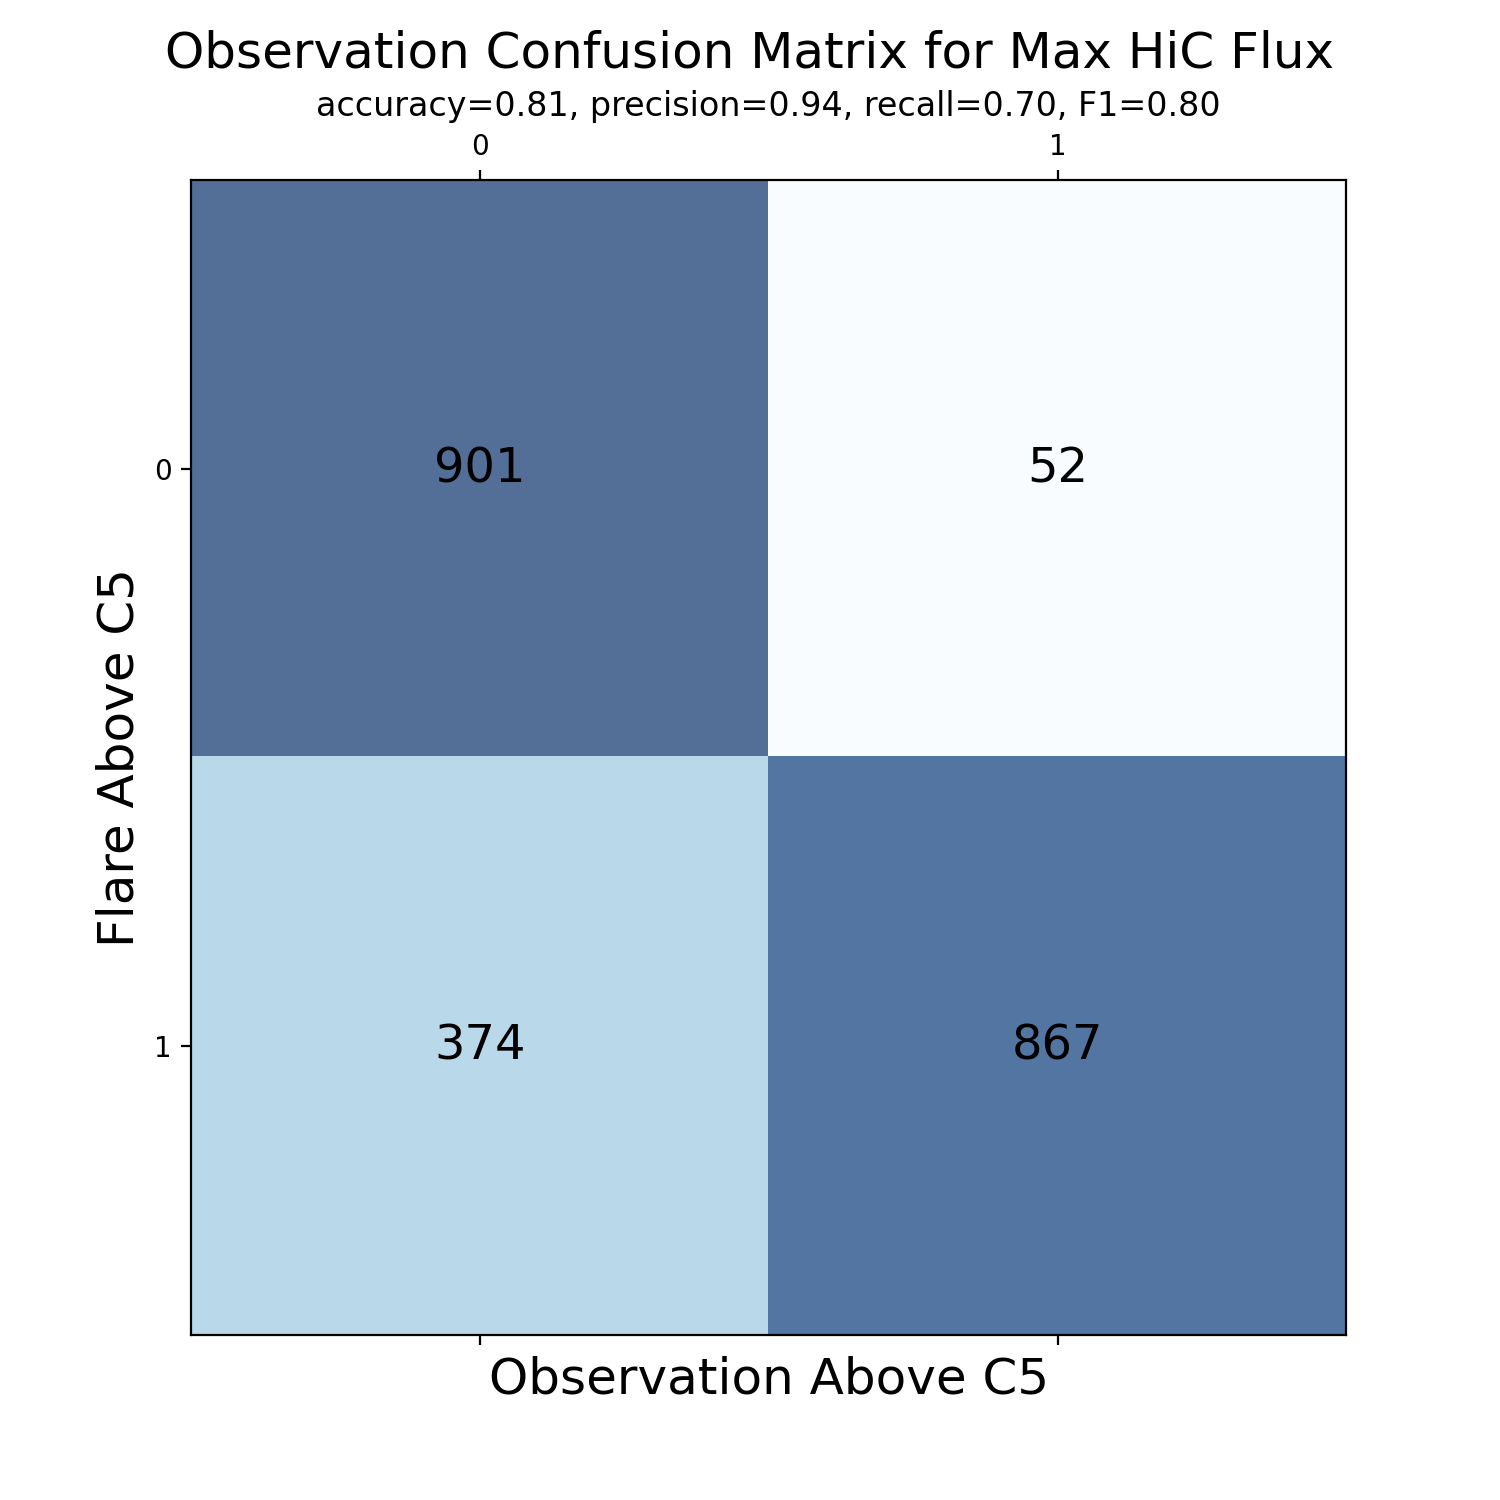 Observation Confusion Matrix for Max HiC Flux
accuracy=0.81, precision=0.94, recall=0.70, F1=0.80
0 1
0 901 52
Flare Above C5
1 374 867
Observation Above C5